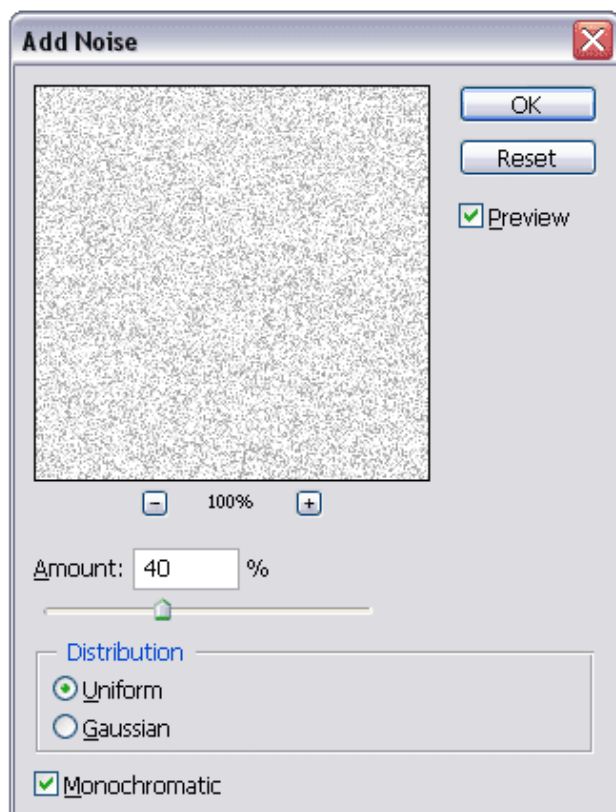 Add Noise
OK
Reset
Preview
100%
Amount: 40 %
Distribution
Uniform
Gaussian
Monochromatic